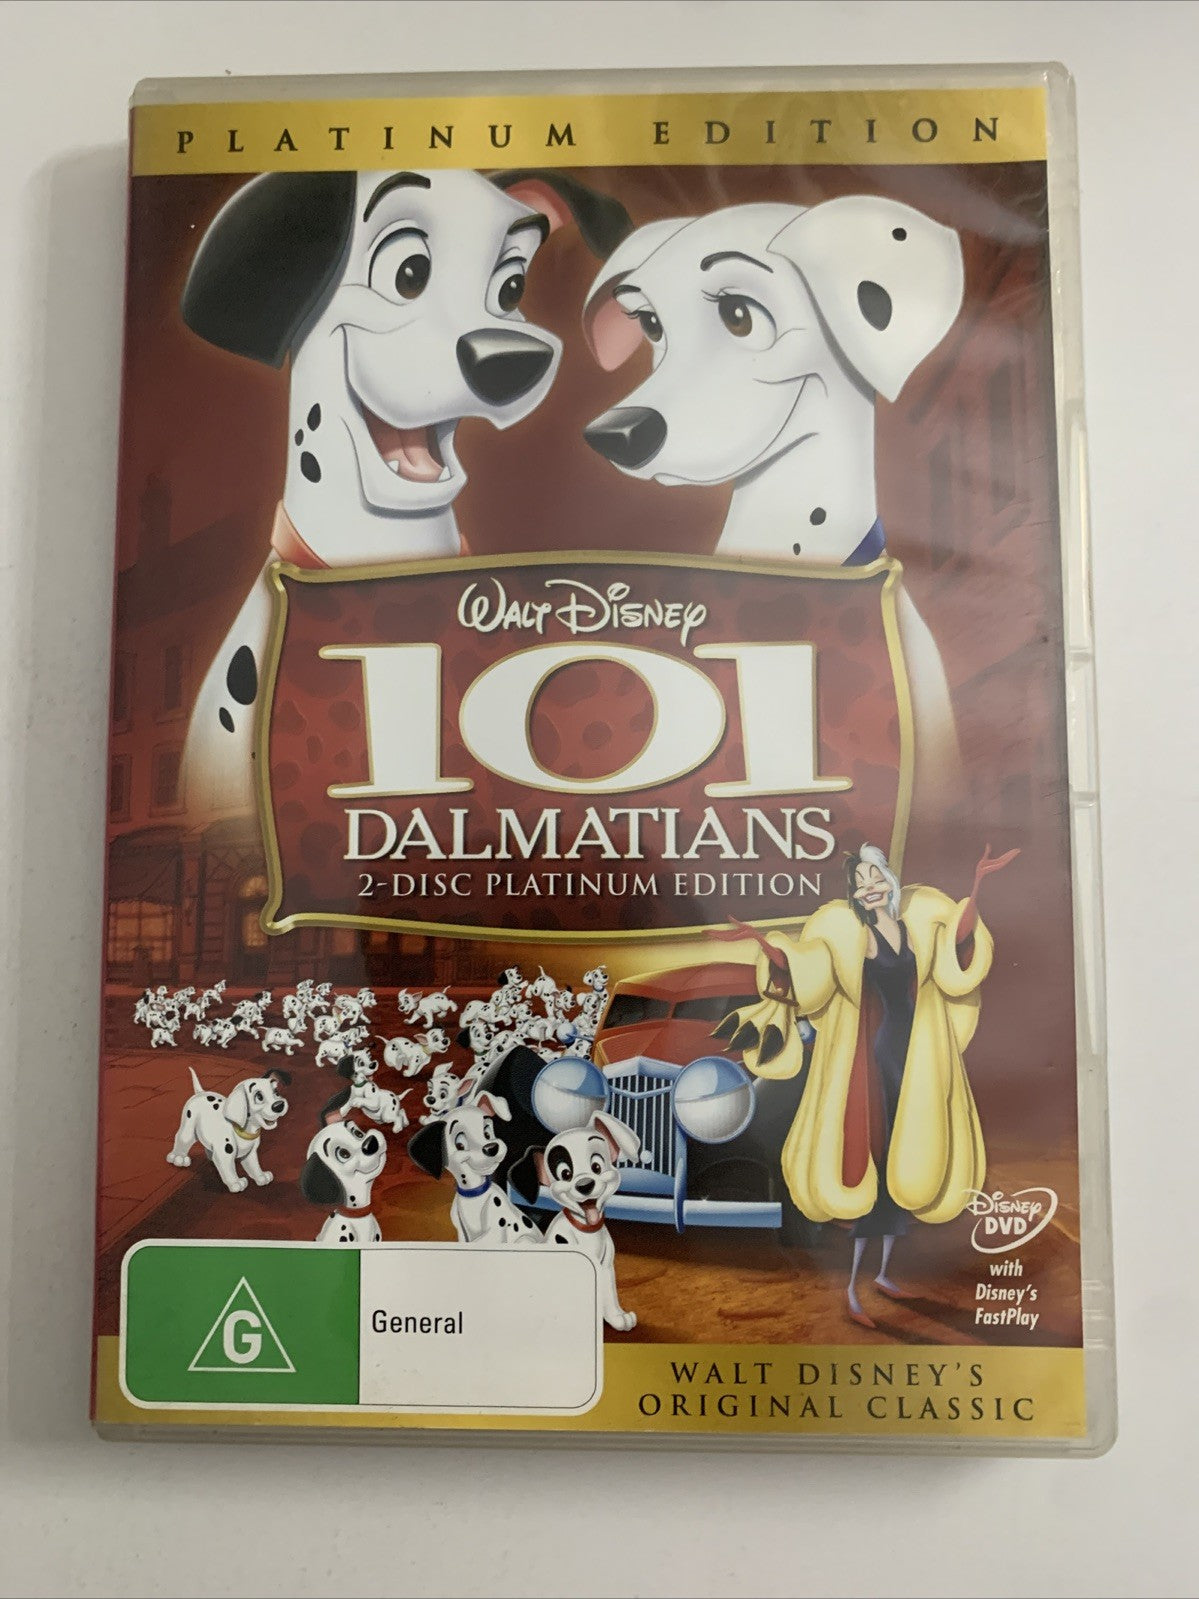 PLATINUM EDITION
WALT DISNEY
101
DALMATIANS
2-DISC PLATINUM EDITION
DISNEY
DVD
with
Disney's
FastPlay
G
General
WALT DISNEY'S
ORIGINAL CLASSIC